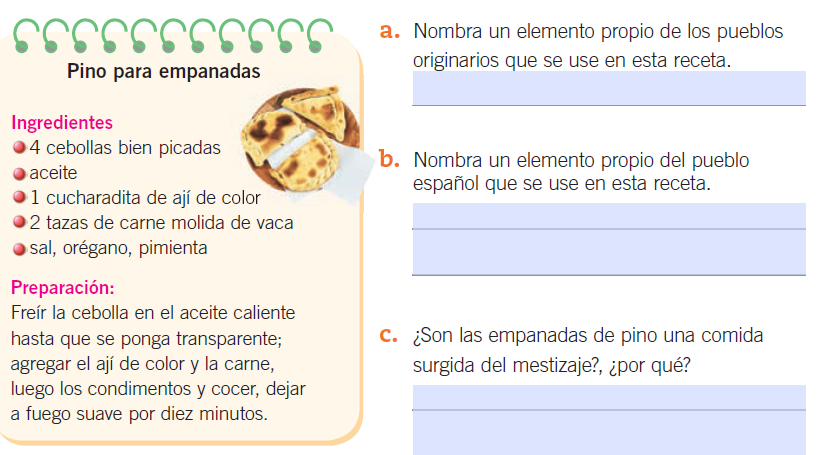 Pino para empanadas
Ingredientes
4 cebollas bien picadas
aceite
1 cucharadita de ají de color
2 tazas de carne molida de vaca
sal, orégano, pimienta
Preparación:
Freír la cebolla en el aceite caliente
hasta que se ponga transparente;
agregar el ají de color y la carne,
luego los condimentos y cocer, dejar
a fuego suave por diez minutos.
a. Nombra un elemento propio de los pueblos
originarios que se use en esta receta.
b. Nombra un elemento propio del pueblo
español que se use en esta receta.
c. ¿Son las empanadas de pino una comida
surgida del mestizaje?, ¿por qué?